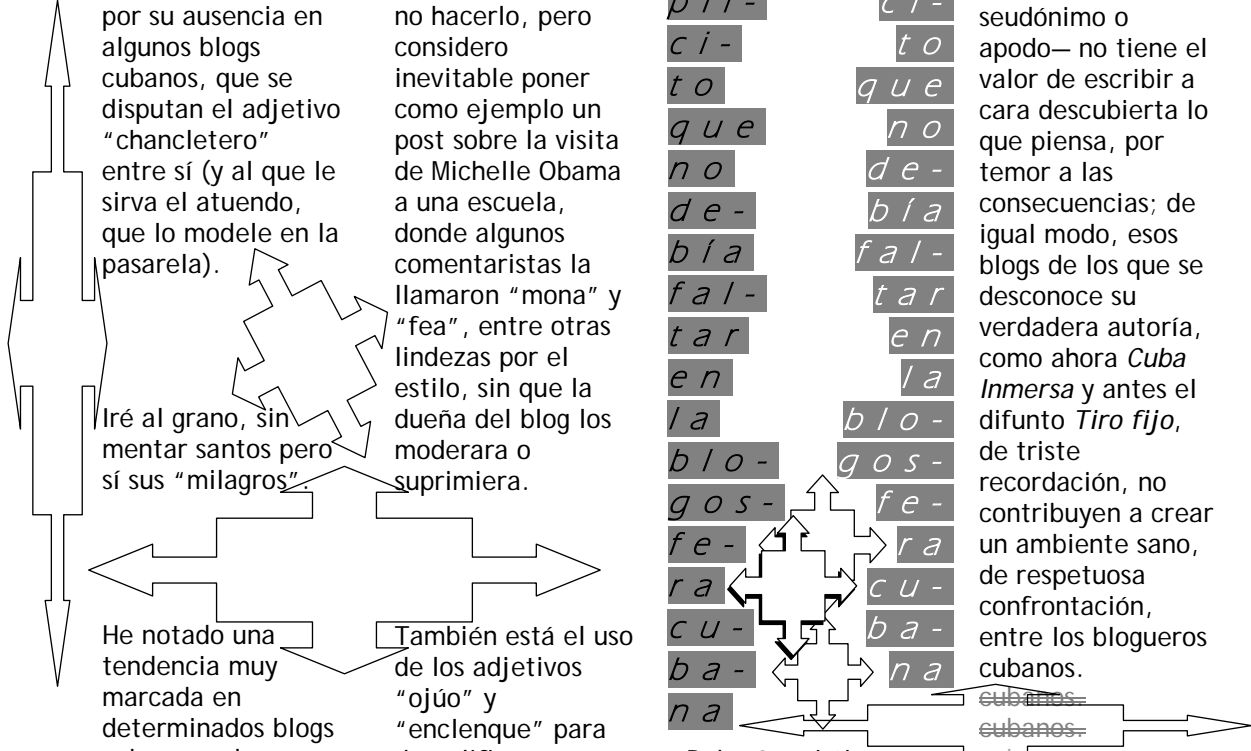 por su ausencia en
algunos blogs
cubanos, que se
disputan el adjetivo
“chancletero”
entre sí (y al que le
sirva el atuendo,
que lo modele en la
pasarela).
Iré al grano, sin
mentar santos pero
sí sus “milagros”.
He notado una
tendencia muy
marcada en
determinados blogs
no hacerlo, pero
considero
inevitable poner
como ejemplo un
post sobre la visita
de Michelle Obama
a una escuela,
donde algunos
comentaristas la
llamaron “mona” y
“fea”, entre otras
lindezas por el
estilo, sin que la
dueña del blog los
moderara o
suprimiera.
También está el uso
de los adjetivos
“ojúo” y
“enclenque” para
pli-
ci-
to
que
no
de-
bía
fal-
tar
en
la
blo-
gos-
fe-
ra
cu-
ba-
na
ci-
to
que
no
de-
bía
fal-
tar
en
la
blo-
gos-
fe-
ra
cu-
ba-
na
seudónimo o
apodo— no tiene el
valor de escribir a
cara descubierta lo
que piensa, por
temor a las
consecuencias; de
igual modo, esos
blogs de los que se
desconoce su
verdadera autoría,
como ahora Cuba
Inmersa y antes el
difunto Tiro fijo,
de triste
recordación, no
contribuyen a crear
un ambiente sano,
de respetuosa
confrontación,
entre los blogueros
cubanos.
cubanos.
cubanos.